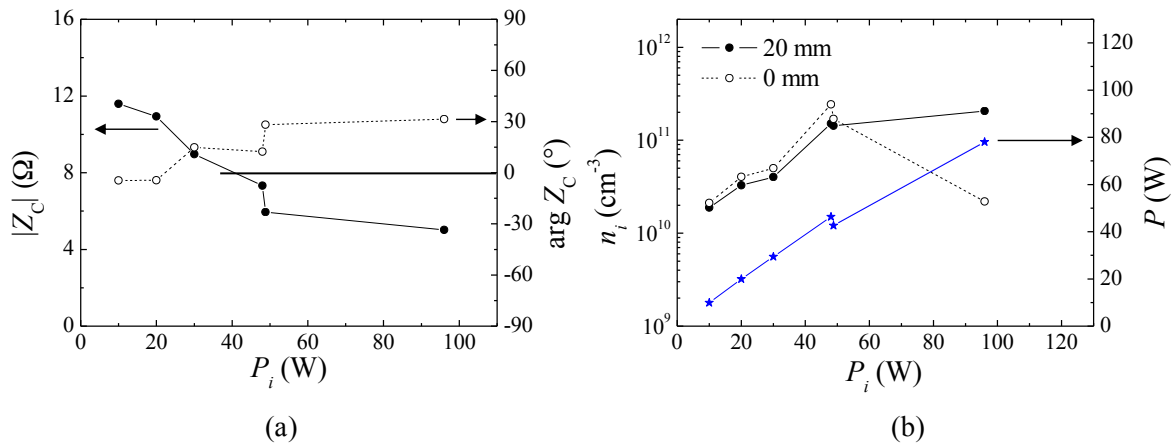 16
12
8
4
0
|Z_C| (Ω)
90
60
30
0
-30
-60
-90
arg Z_C (°)
0 20 40 60 80 100
P_i (W)
(a)
10^12
10^11
10^10
10^9
n_i (cm^-3)
20 mm
0 mm
120
100
80
60
40
20
0
P (W)
0 20 40 60 80 100 120
P_i (W)
(b)